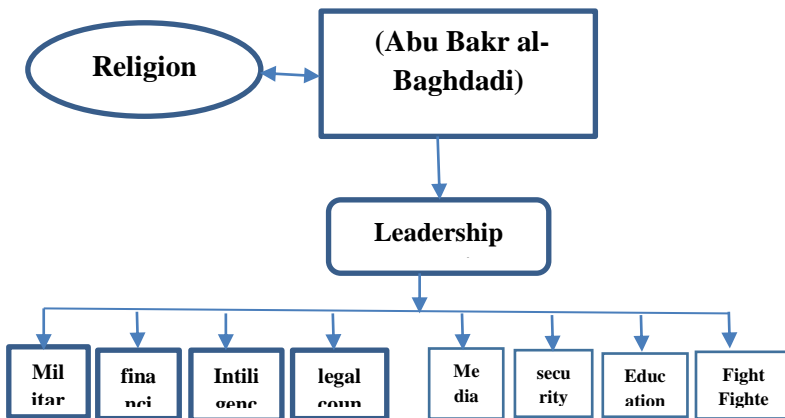 Religion
(Abu Bakr al-
Baghdadi)
Leadership
Mil
itar
fina
nci
Intili
genc
legal
coun
Me
dia
secu
rity
Educ
ation
Fight
Fighte